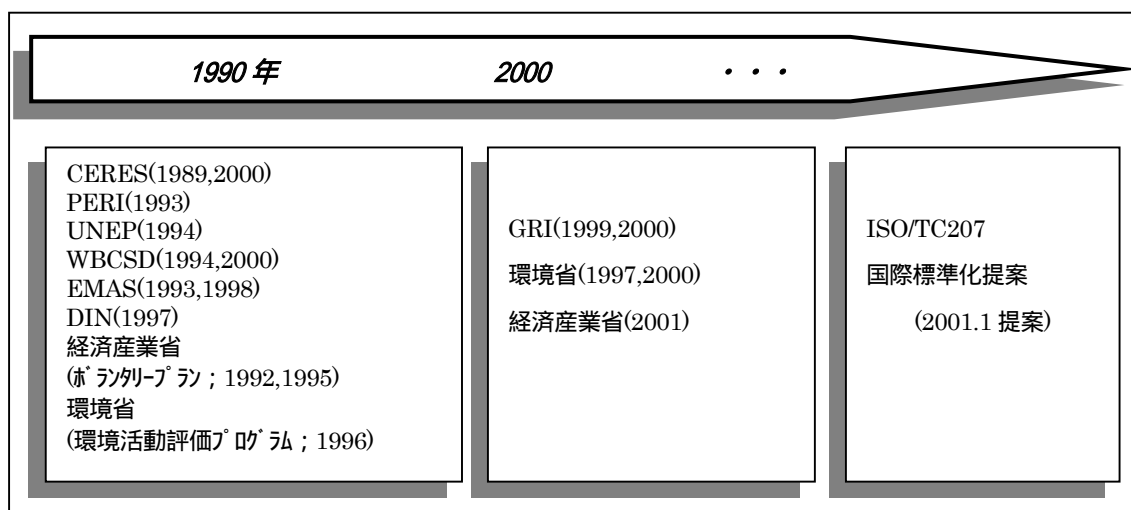 1990 年 2000 ・・・
CERES(1989,2000)
PERI(1993)
UNEP(1994)
WBCSD(1994,2000)
EMAS(1993,1998)
DIN(1997)
経済産業省
(ﾎﾞﾗﾝﾀﾘｰﾌﾟﾗﾝ；1992,1995)
環境省
(環境活動評価ﾌﾟﾛｸﾞﾗﾑ；1996)
GRI(1999,2000)
環境省(1997,2000)
経済産業省(2001)
ISO/TC207
国際標準化提案
(2001.1 提案)